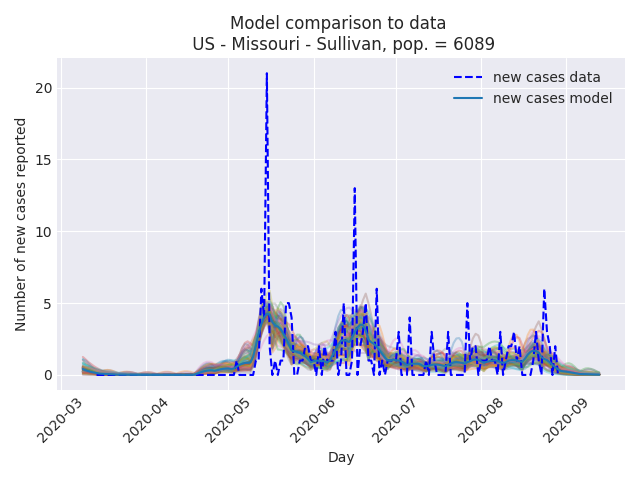 Model comparison to data
US - Missouri - Sullivan, pop. = 6089
new cases data
new cases model
Number of new cases reported
20
15
10
5
0
2020-03
2020-04
2020-05
2020-06
2020-07
2020-08
2020-09
Day